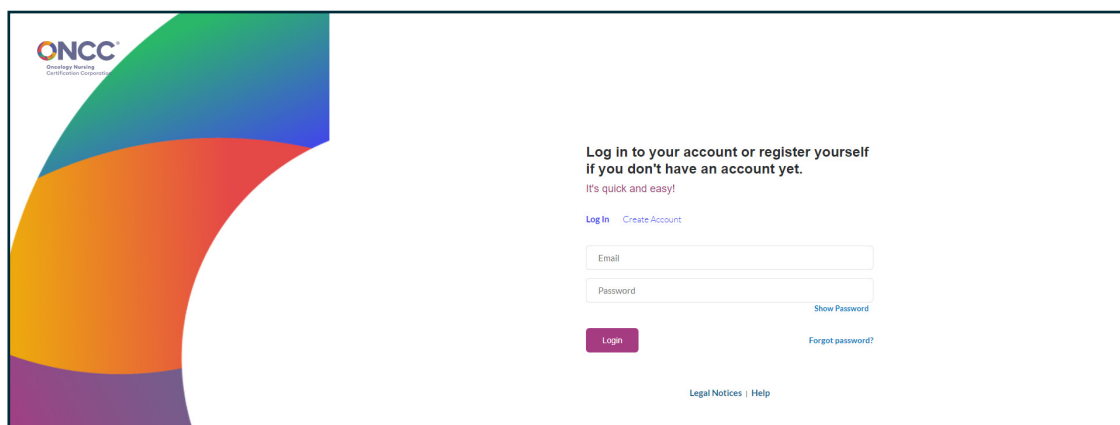 ONCC®
Oncology Nursing
Certification Corporation
Log in to your account or register yourself
if you don't have an account yet.
It's quick and easy!
Log In Create Account
Email
Password
Show Password
Login Forgot password?
Legal Notices | Help